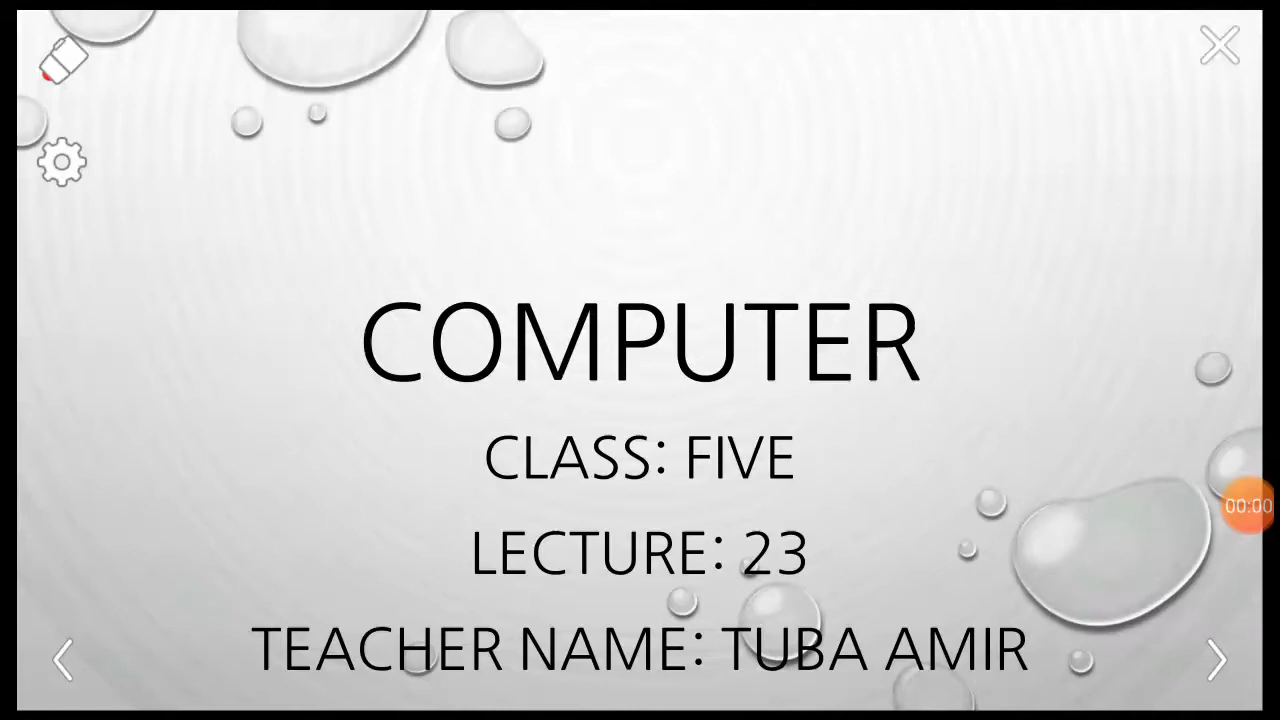 COMPUTER
CLASS: FIVE
00:00
LECTURE: 23
TEACHER NAME: TUBA AMIR